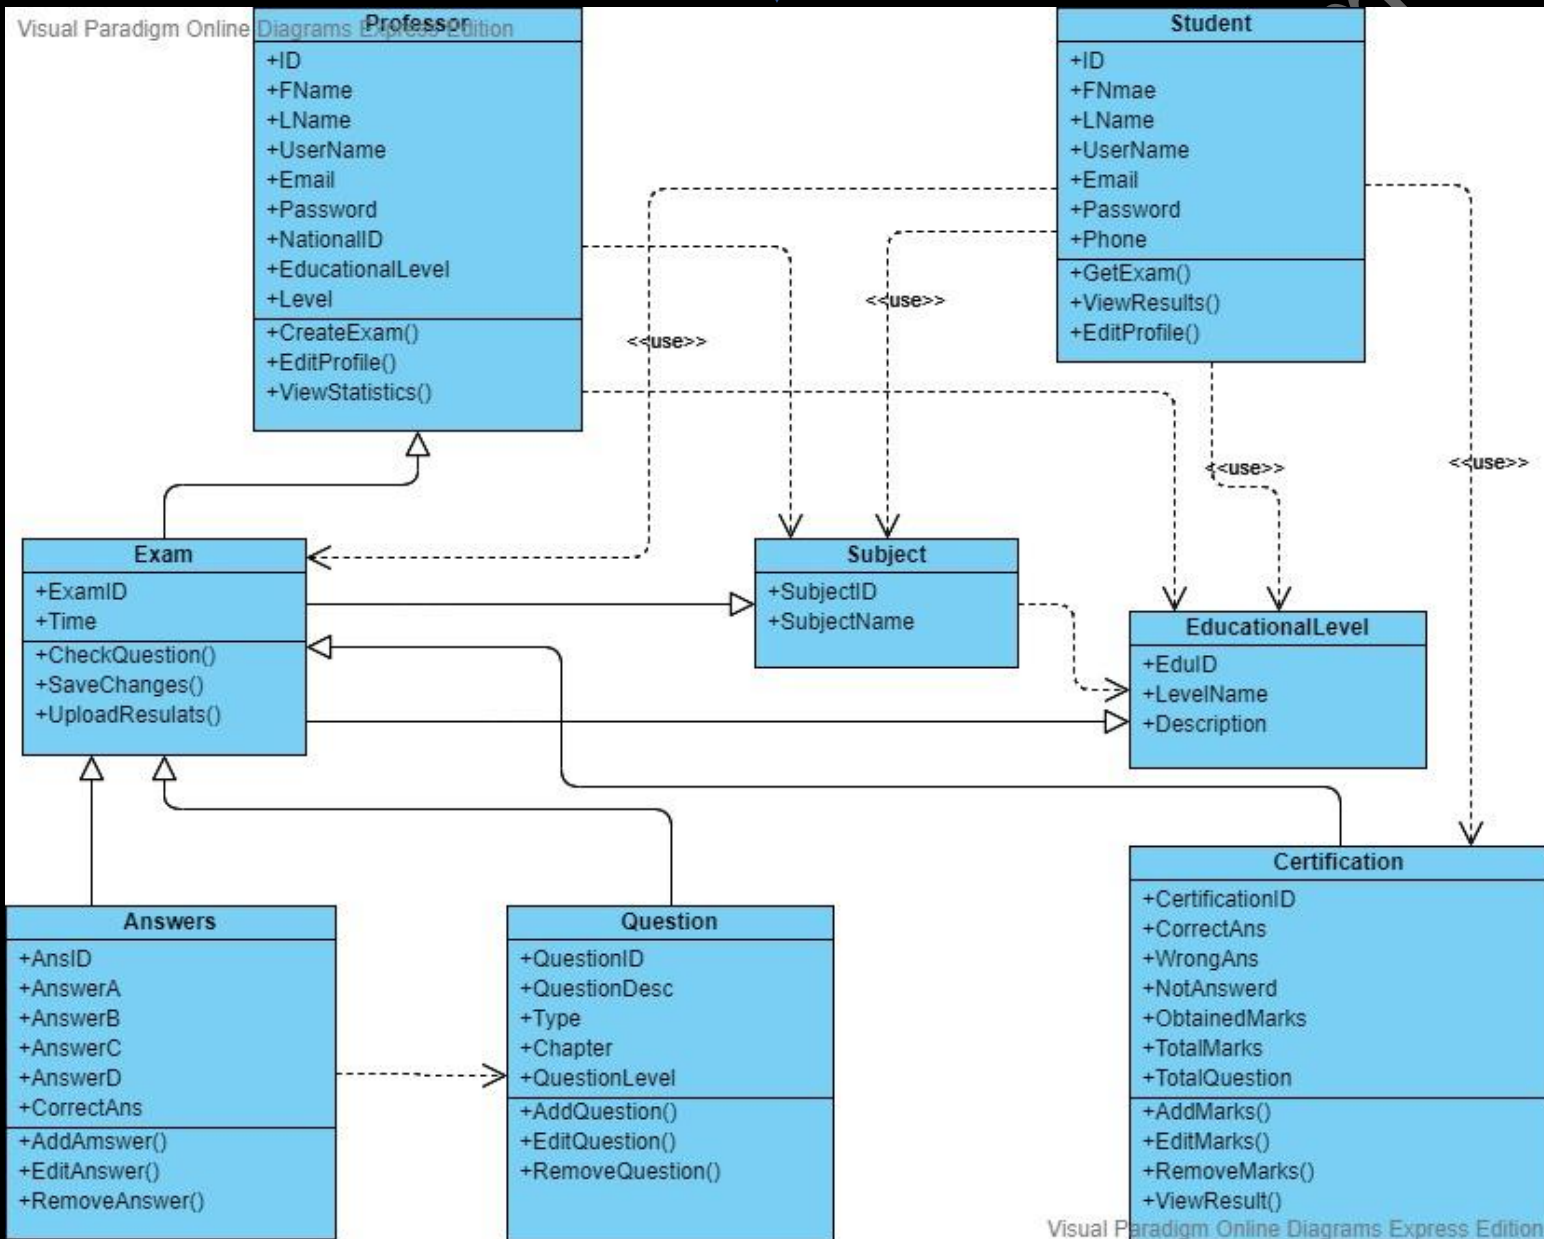 Visual Paradigm Online Diagrams Express Edition
Professor
+ID
+FName
+LName
+UserName
+Email
+Password
+NationalID
+EducationalLevel
+Level
+CreateExam()
+EditProfile()
+ViewStatistics()
Student
+ID
+FNmae
+LName
+UserName
+Email
+Password
+Phone
+GetExam()
+ViewResults()
+EditProfile()
<<use>>
<<use>>
<<use>>
<<use>>
Exam
+ExamID
+Time
+CheckQuestion()
+SaveChanges()
+UploadResulats()
Subject
+SubjectID
+SubjectName
EducationalLevel
+EduID
+LevelName
+Description
Answers
+AnsID
+AnswerA
+AnswerB
+AnswerC
+AnswerD
+CorrectAns
+AddAmswer()
+EditAnswer()
+RemoveAnswer()
Question
+QuestionID
+QuestionDesc
+Type
+Chapter
+QuestionLevel
+AddQuestion()
+EditQuestion()
+RemoveQuestion()
Certification
+CertificationID
+CorrectAns
+WrongAns
+NotAnswerd
+ObtainedMarks
+TotalMarks
+TotalQuestion
+AddMarks()
+EditMarks()
+RemoveMarks()
+ViewResult()
Visual Paradigm Online Diagrams Express Edition